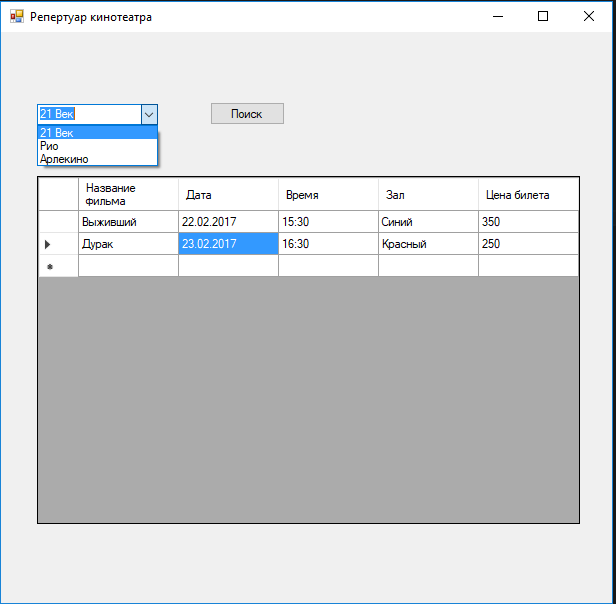 Репертуар кинотеатра
21 Век
Поиск
21 Век
Рио
Арлекино
Название фильма Дата Время Зал Цена билета
Выживший 22.02.2017 15:30 Синий 350
Дурак 23.02.2017 16:30 Красный 250